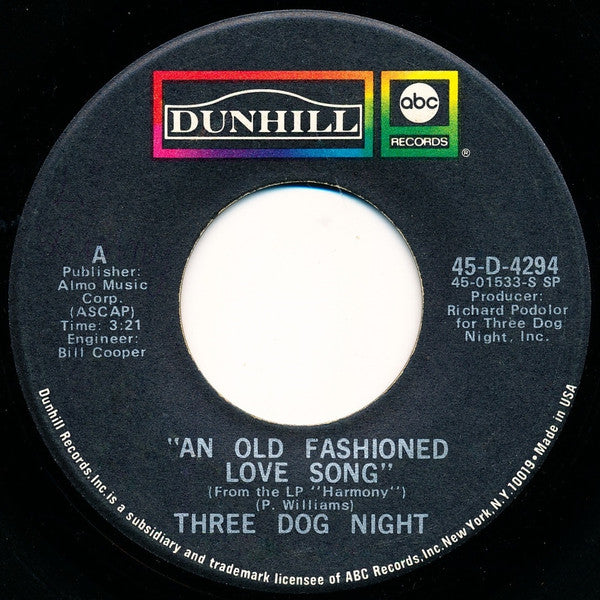 DUNHILL
abc
RECORDS
®
A
Publisher:
Almo Music
Corp.
(ASCAP)
Time: 3:21
Engineer:
Bill Cooper
45-D-4294
45-01533-S SP
Producer:
Richard Podolor
for Three Dog
Night, Inc.
"AN OLD FASHIONED
LOVE SONG"
(From the LP "Harmony")
(P. Williams)
THREE DOG NIGHT
Dunhill Records, Inc. is a subsidiary and trademark licensee of ABC Records, Inc. New York, N.Y. 10019 • Made in USA